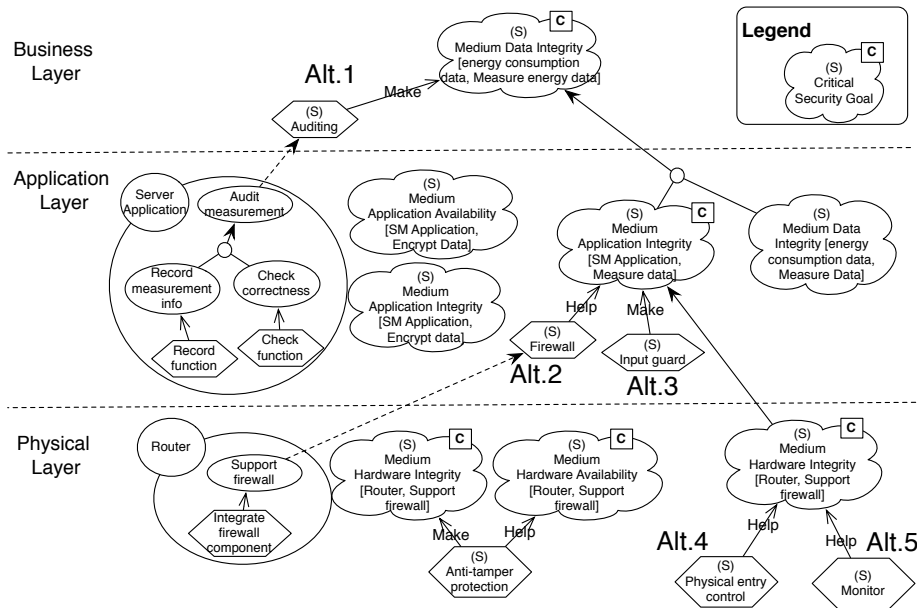 Business
Layer
Alt.1
(S)
Auditing
Make
C
(S)
Medium Data Integrity
[energy consumption
data, Measure energy data]
Legend
C
(S)
Critical
Security Goal
Application
Layer
Server
Application
Audit
measurement
Record
measurement
info
Check
correctness
Record
function
Check
function
(S)
Medium
Application Availability
[SM Application,
Encrypt Data]
(S)
Medium
Application Integrity
[SM Application,
Encrypt data]
C
(S)
Medium
Application Integrity
[SM Application,
Measure data]
(S)
Medium Data
Integrity [energy
consumption data,
Measure Data]
Help
Make
(S)
Firewall
Alt.2
(S)
Input guard
Alt.3
Physical
Layer
Router
Support
firewall
Integrate
firewall
component
C
(S)
Medium
Hardware Integrity
[Router, Support
firewall]
C
(S)
Medium
Hardware Availability
[Router, Support
firewall]
Make
Help
(S)
Anti-tamper
protection
C
(S)
Medium
Hardware Integrity
[Router, Support
firewall]
Alt.4
Help
Help
Alt.5
(S)
Physical entry
control
(S)
Monitor